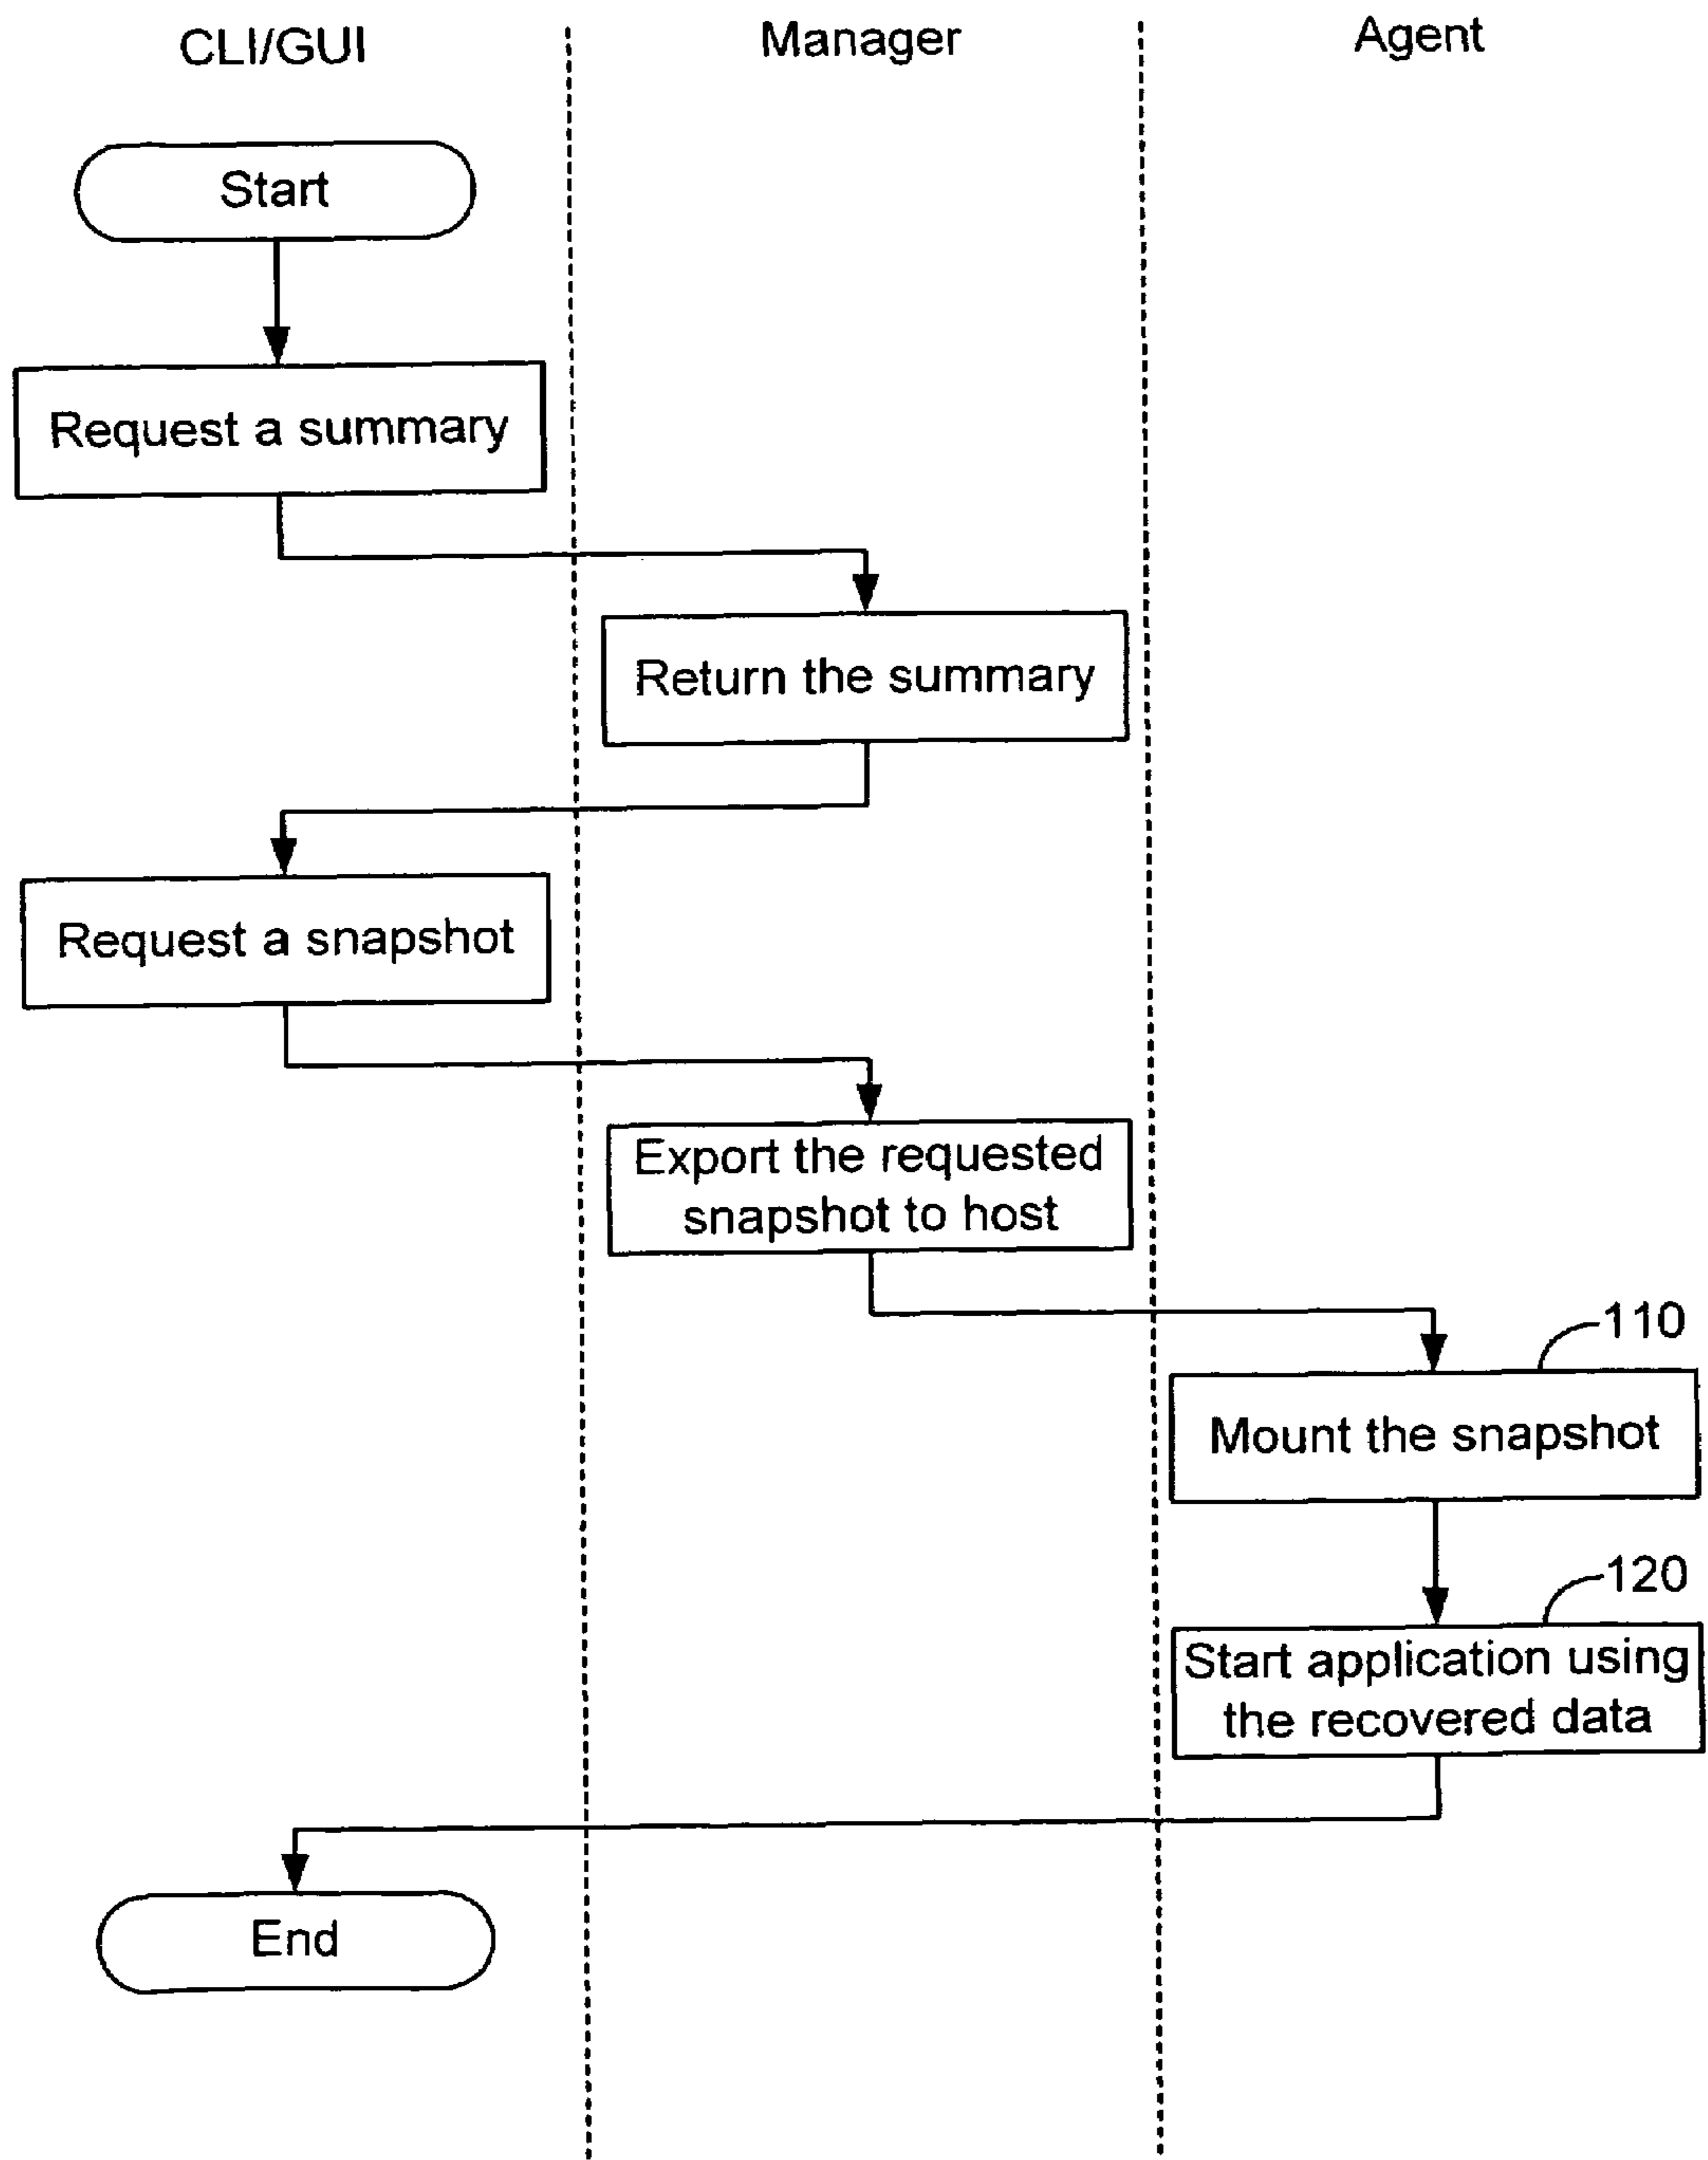 CLI/GUI
Manager
Agent
Start
Request a summary
Return the summary
Request a snapshot
Export the requested
snapshot to host
110
Mount the snapshot
120
Start application using
the recovered data
End